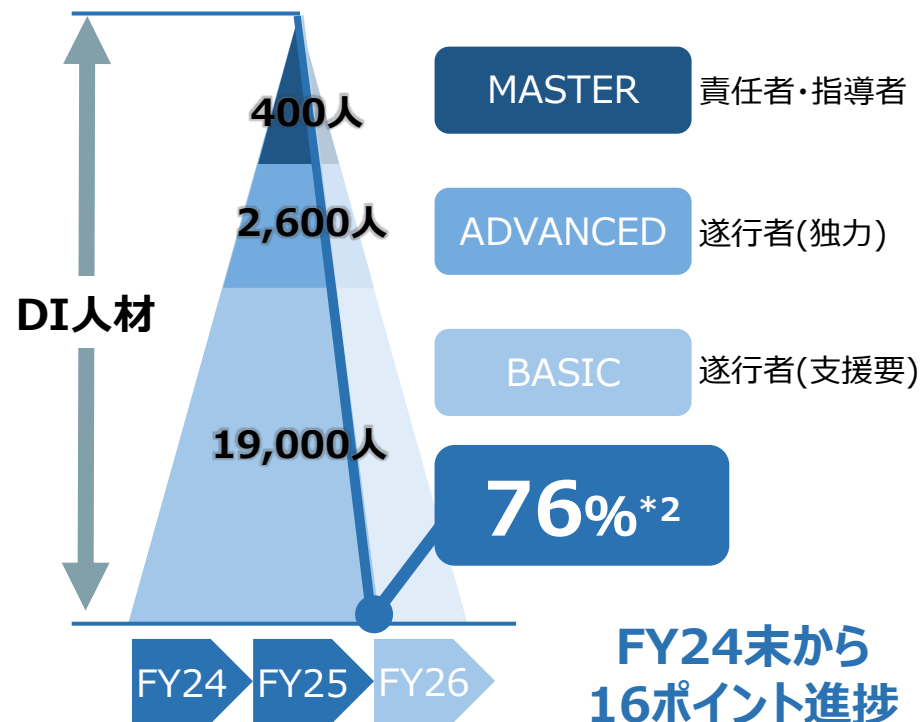 400人
MASTER
責任者・指導者
2,600人
ADVANCED
遂行者(独力)
DI人材
BASIC
遂行者(支援要)
19,000人
76%*2
FY24
FY25
FY26
FY24末から
16ポイント進捗